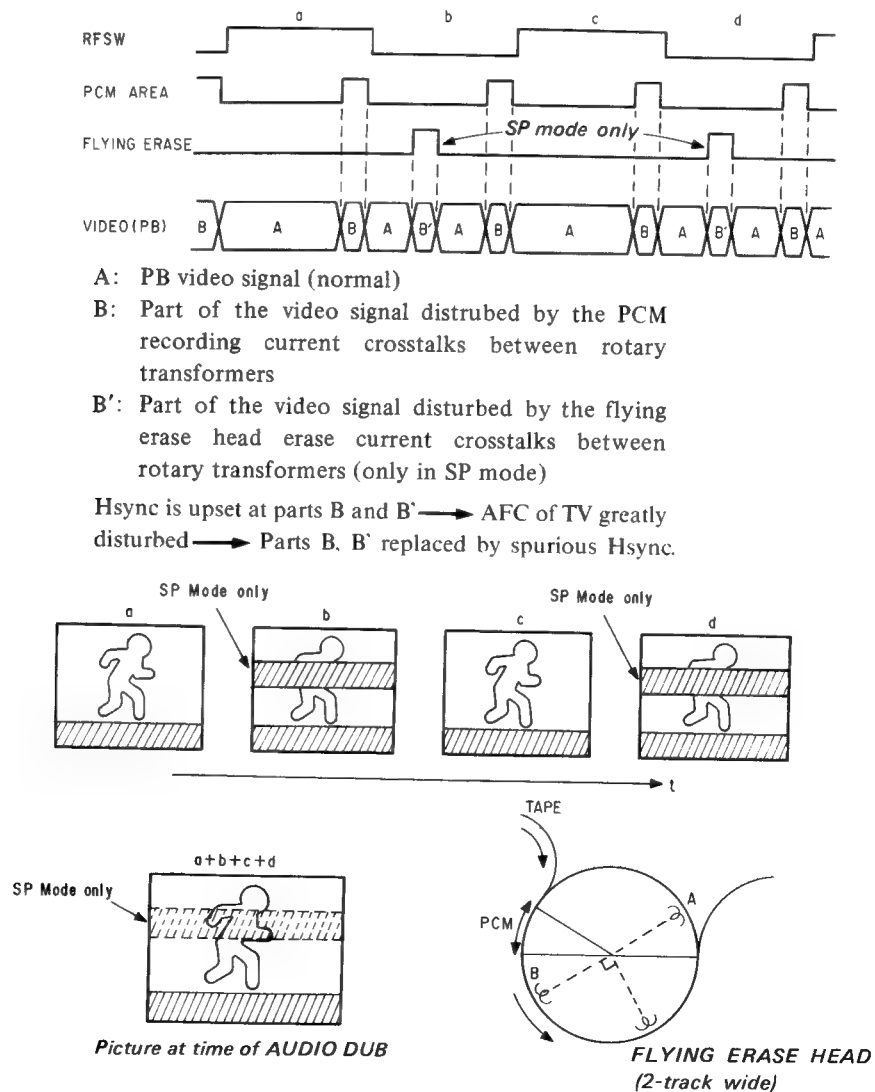 a b c d
RFSW
PCM AREA
SP mode only
FLYING ERASE
VIDEO(PB) B A B A B' A B A B A B' A B A
A: PB video signal (normal)
B: Part of the video signal distrubed by the PCM
recording current crosstalks between rotary
transformers
B': Part of the video signal disturbed by the flying
erase head erase current crosstalks between
rotary transformers (only in SP mode)
Hsync is upset at parts B and B' → AFC of TV greatly
disturbed → Parts B, B' replaced by spurious Hsync.
SP Mode only
SP Mode only
a b c d
t
TAPE
a+b+c+d
SP Mode only
A
PCM
B
Picture at time of AUDIO DUB
FLYING ERASE HEAD
(2-track wide)